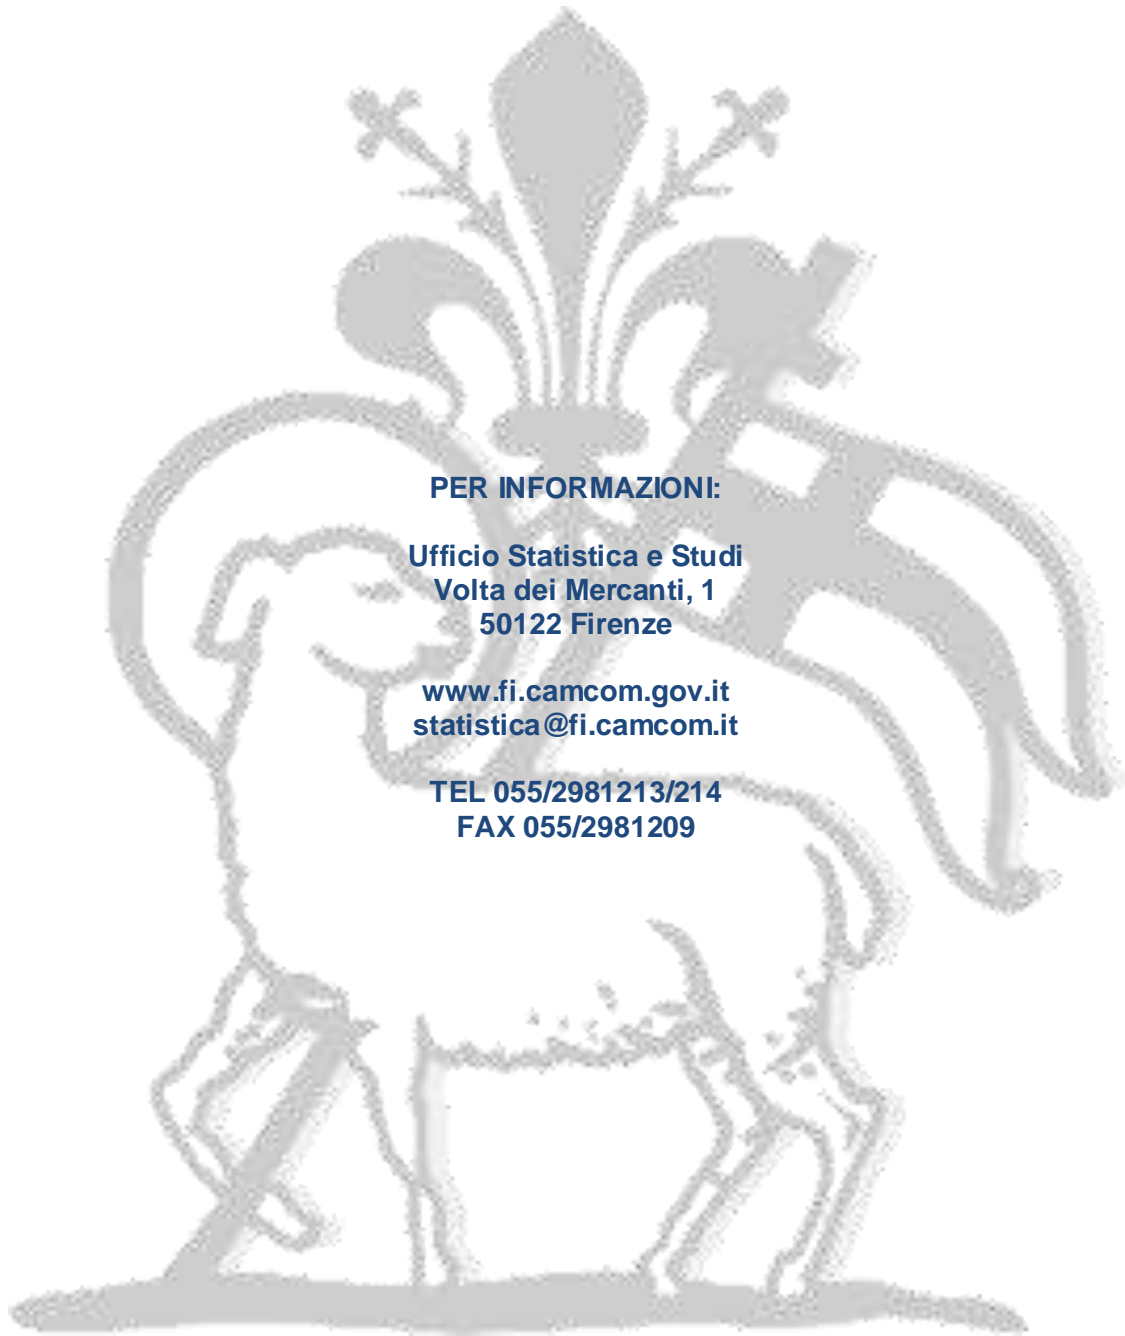 PER INFORMAZIONI:
Ufficio Statistica e Studi
Volta dei Mercanti, 1
50122 Firenze
www.fi.camcom.gov.it
statistica@fi.camcom.it
TEL 055/2981213/214
FAX 055/2981209